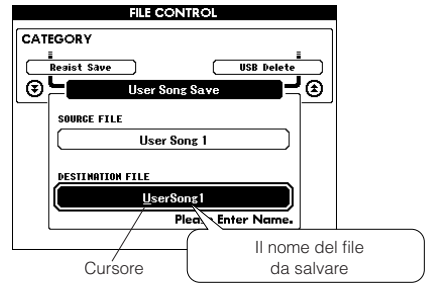 FILE CONTROL
CATEGORY
Regist Save
USB Delete
User Song Save
SOURCE FILE
User Song 1
DESTINATION FILE
UserSong1
Please Enter Name.
Cursore
Il nome del file
da salvare